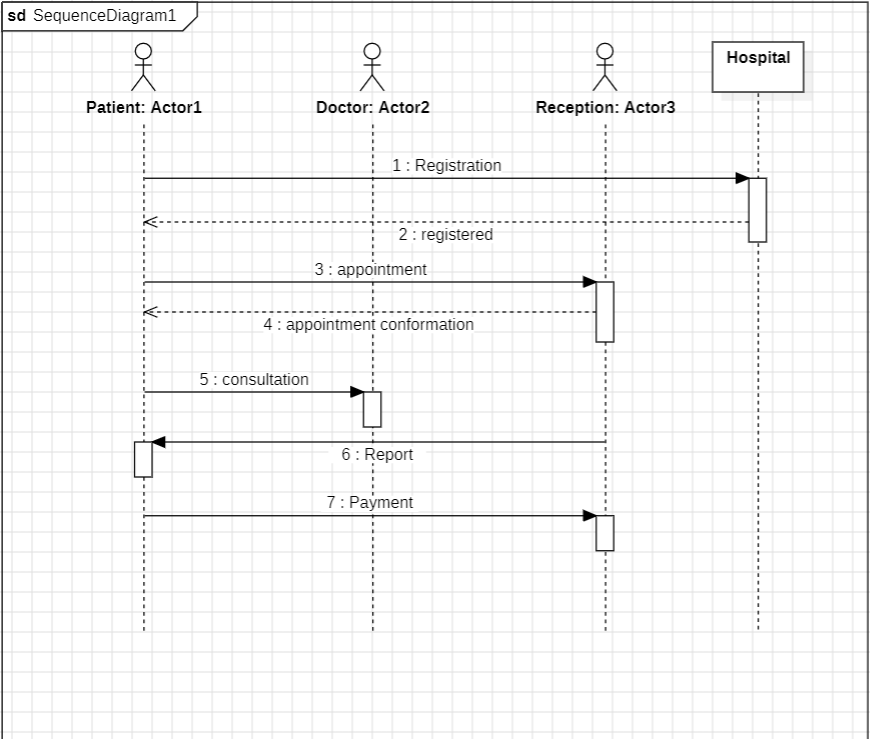 sd SequenceDiagram1
Patient: Actor1
Doctor: Actor2
Reception: Actor3
Hospital
1 : Registration
2 : registered
3 : appointment
4 : appointment conformation
5 : consultation
6 : Report
7 : Payment